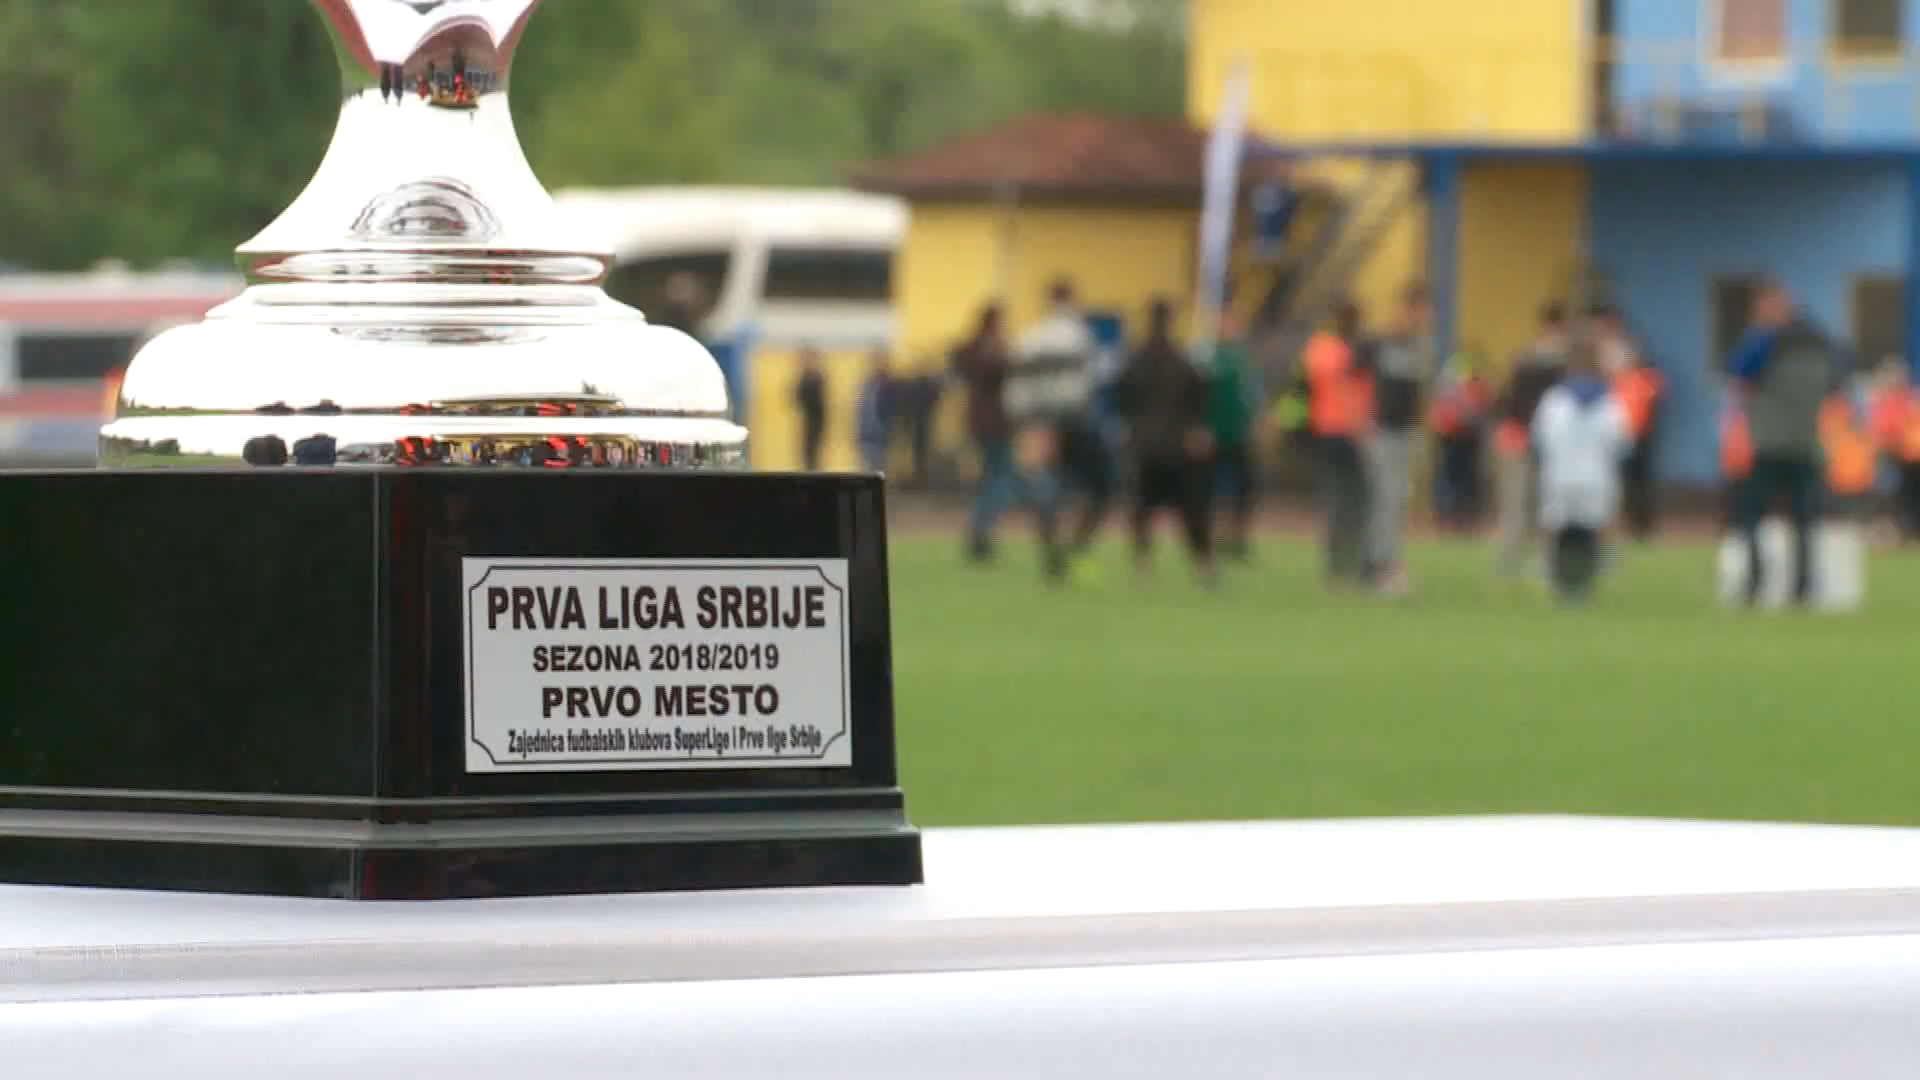 PRVA LIGA SRBIJE
SEZONA 2018/2019
PRVO MESTO
Zajednica fudbalskih klubova SuperLige i Prve lige Srbije